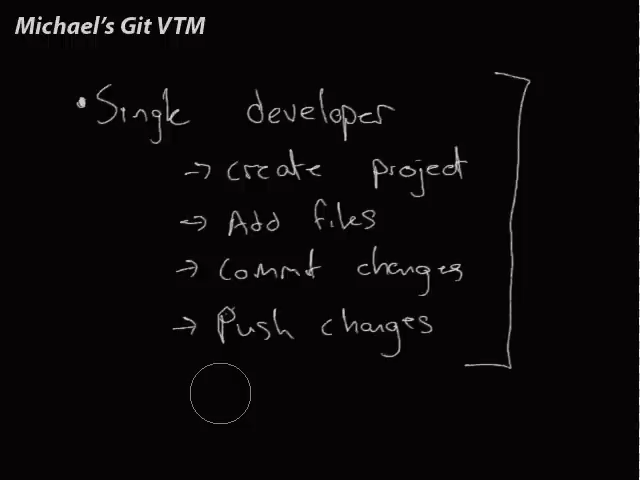 Michael's Git VTM
• Single developer
→ Create project
→ Add files
→ Commit changes
→ Push changes